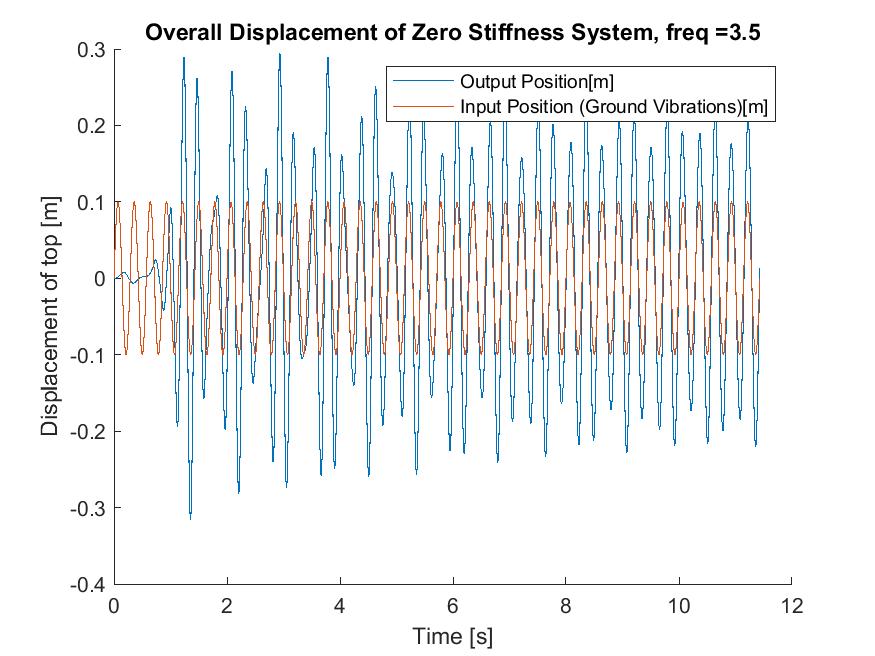 Overall Displacement of Zero Stiffness System, freq =3.5
Output Position[m]
Input Position (Ground Vibrations)[m]
Displacement of top [m]
0.3
0.2
0.1
0
-0.1
-0.2
-0.3
-0.4
0 2 4 6 8 10 12
Time [s]